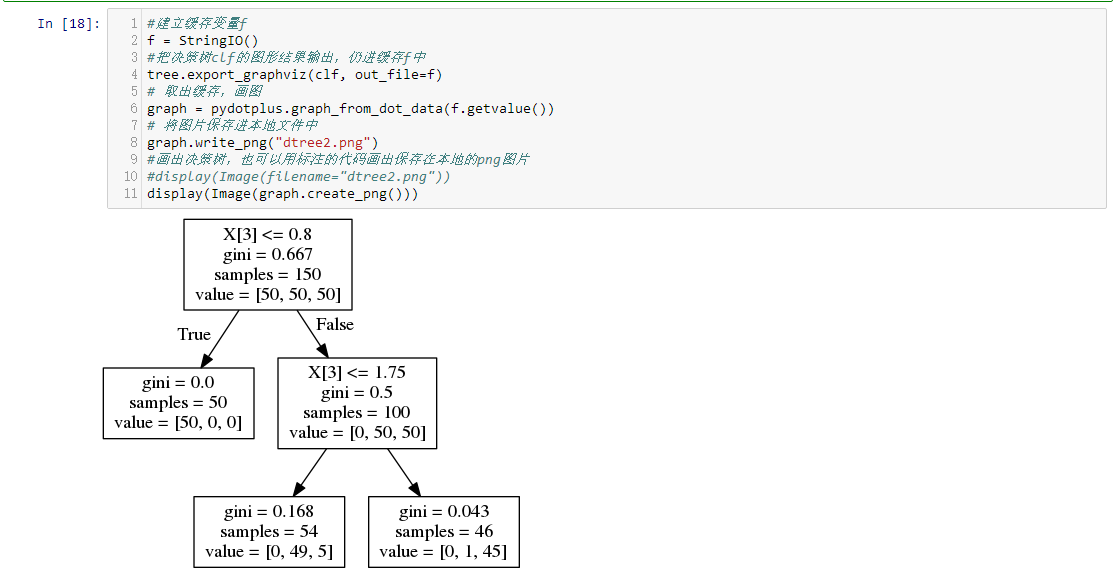 In [18]:
1 #建立缓存变量f
2 f = StringIO()
3 #把决策树clf的图形结果输出，仍进缓存f中
4 tree.export_graphviz(clf, out_file=f)
5 # 取出缓存，画图
6 graph = pydotplus.graph_from_dot_data(f.getvalue())
7 # 将图片保存进本地文件中
8 graph.write_png("dtree2.png")
9 #画出决策树，也可以用标注的代码画出保存在本地的png图片
10 #display(Image(filename="dtree2.png"))
11 display(Image(graph.create_png()))
X[3] <= 0.8
gini = 0.667
samples = 150
value = [50, 50, 50]
True
False
gini = 0.0
samples = 50
value = [50, 0, 0]
X[3] <= 1.75
gini = 0.5
samples = 100
value = [0, 50, 50]
gini = 0.168
samples = 54
value = [0, 49, 5]
gini = 0.043
samples = 46
value = [0, 1, 45]